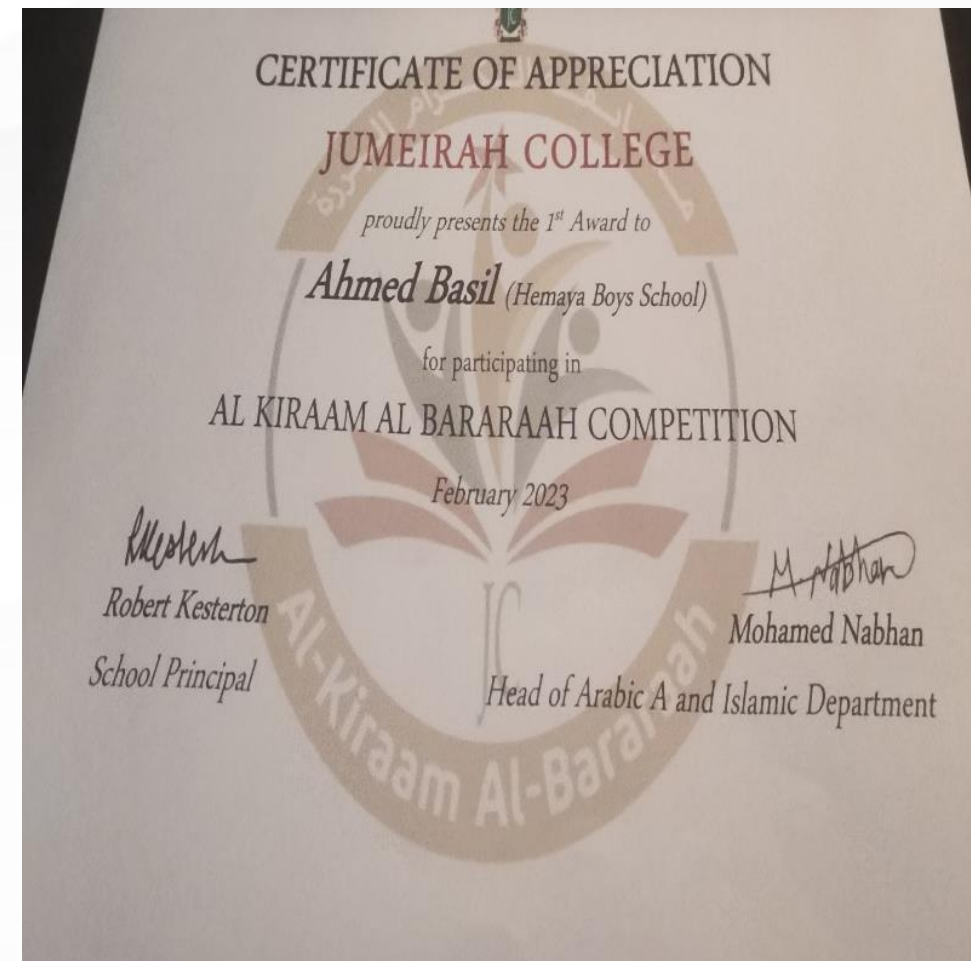 JC
CERTIFICATE OF APPRECIATION
JUMEIRAH COLLEGE
proudly presents the 1st Award to
Ahmed Basil (Hemaya Boys School)
for participating in
AL KIRAAM AL BARARAAH COMPETITION
February 2023
Robert Kesterton
School Principal
M. Nabhan
Mohamed Nabhan
Head of Arabic A and Islamic Department
JC
Al-Kiraam Al-Bararaah